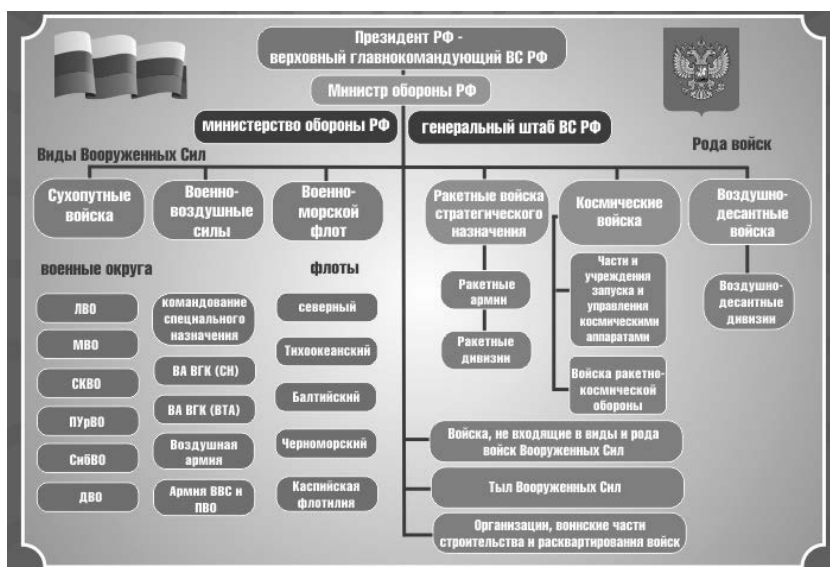 Президент РФ -
верховный главнокомандующий ВС РФ
Министр обороны РФ
министерство обороны РФ
генеральный штаб ВС РФ
Виды Вооруженных Сил
Рода войск
Сухопутные
войска
Военно-
воздушные
силы
Военно-
морской
флот
Ракетные войска
стратегического
назначения
Космические
войска
Воздушно-
десантные
войска
военные округа
флоты
ЛВО
МВО
СКВО
ПУрВО
СибВО
ДВО
командование
специального
назначения
ВА ВГК (СН)
ВА ВГК (ВТА)
Воздушная
армия
Армия ВВС и
ПВО
северный
Тихоокеанский
Балтийский
Черноморский
Каспийская
флотилия
Ракетные
армии
Ракетные
дивизии
Части и
учреждения
запуска и
управления
космическими
аппаратами
Войска ракетно-
космической
обороны
Воздушно-
десантные
дивизии
Войска, не входящие в виды и рода
войск Вооруженных Сил
Тыл Вооруженных Сил
Организации, воинские части
строительства и расквартирования войск